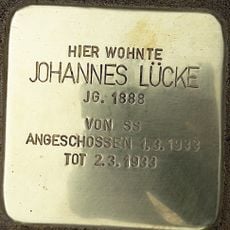 HIER WOHNTE
JOHANNES LÜCKE
JG. 1888
VON SS
ANGESCHOSSEN 1.3.1933
TOT 2.3.1933